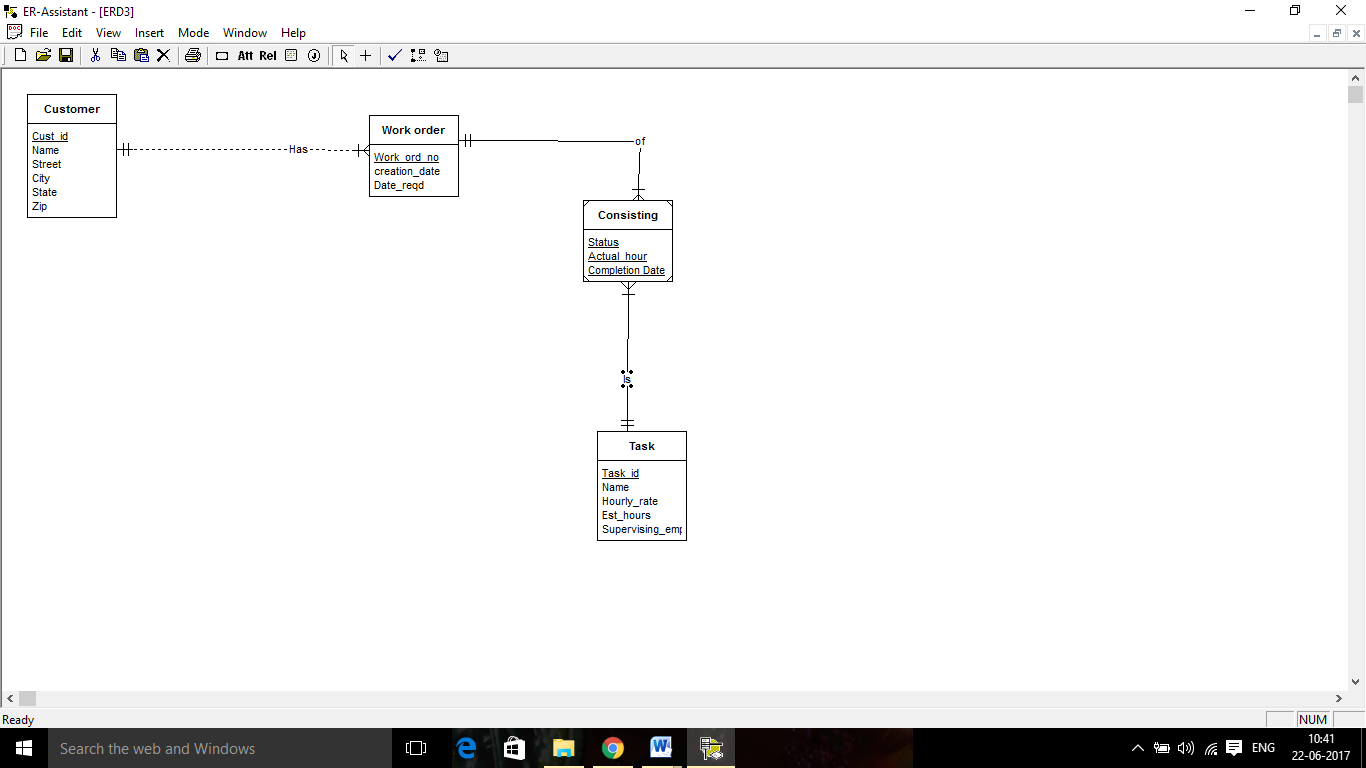 ER-Assistant - [ERD3]
File Edit View Insert Mode Window Help
Att Rel J
Customer
Cust_id
Name
Street
City
State
Zip
Has
Work order
Work_ord_no
creation_date
Date_reqd
of
Consisting
Status
Actual_hour
Completion Date
Is
Task
Task_id
Name
Hourly_rate
Est_hours
Supervising_emp
Ready
NUM
Search the web and Windows
ENG
10:41
22-06-2017